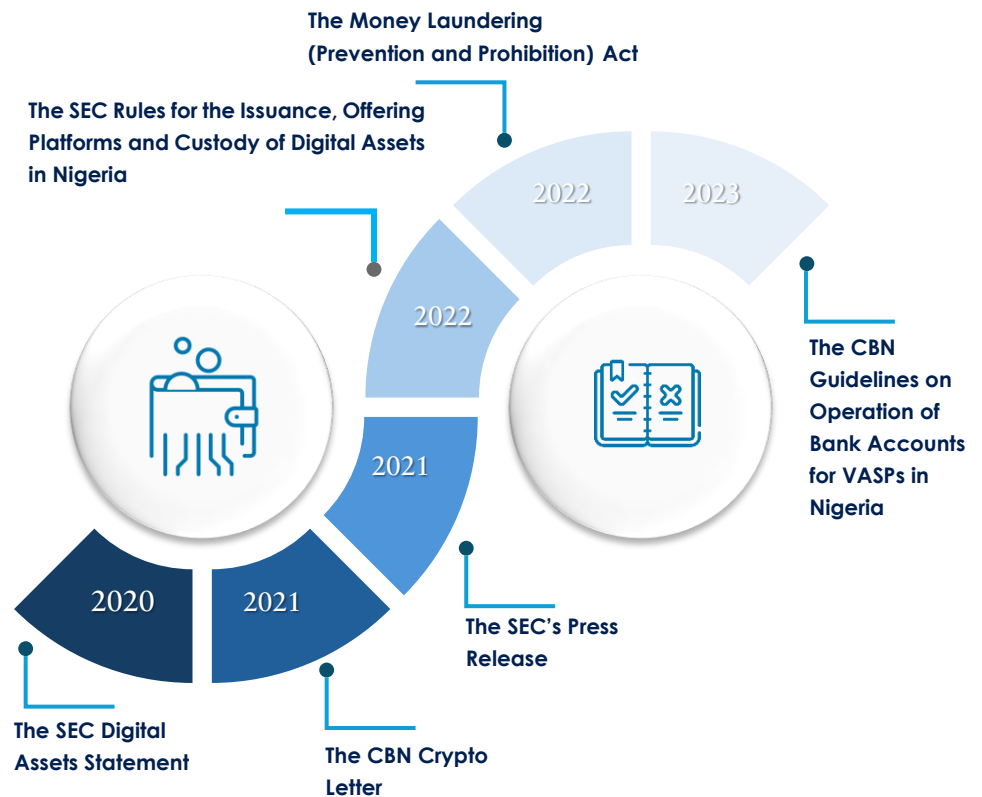 The Money Laundering
(Prevention and Prohibition) Act
The SEC Rules for the Issuance, Offering
Platforms and Custody of Digital Assets
in Nigeria
2022
2023
2022
The CBN
Guidelines on
Operation of
Bank Accounts
for VASPs in
Nigeria
2021
2020
2021
The SEC's Press
Release
The SEC Digital
Assets Statement
The CBN Crypto
Letter